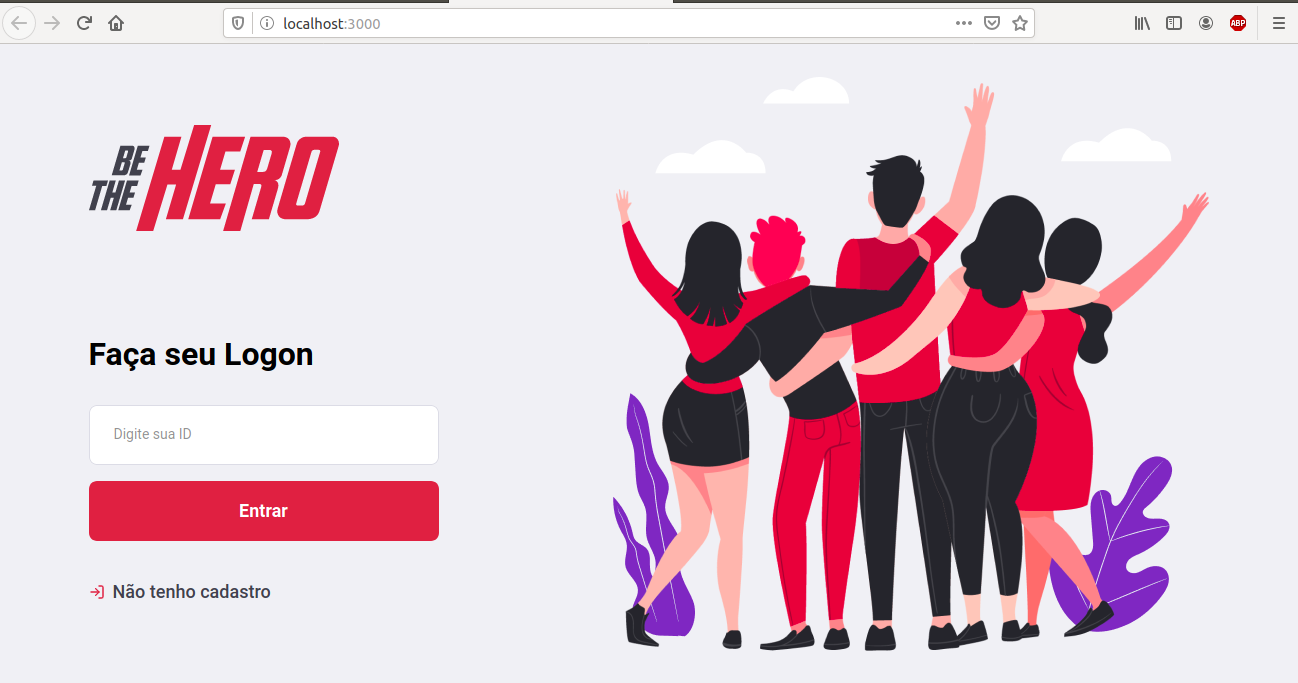 localhost:3000
ABP
BE
THE HERO
Faça seu Logon
Digite sua ID
Entrar
Não tenho cadastro